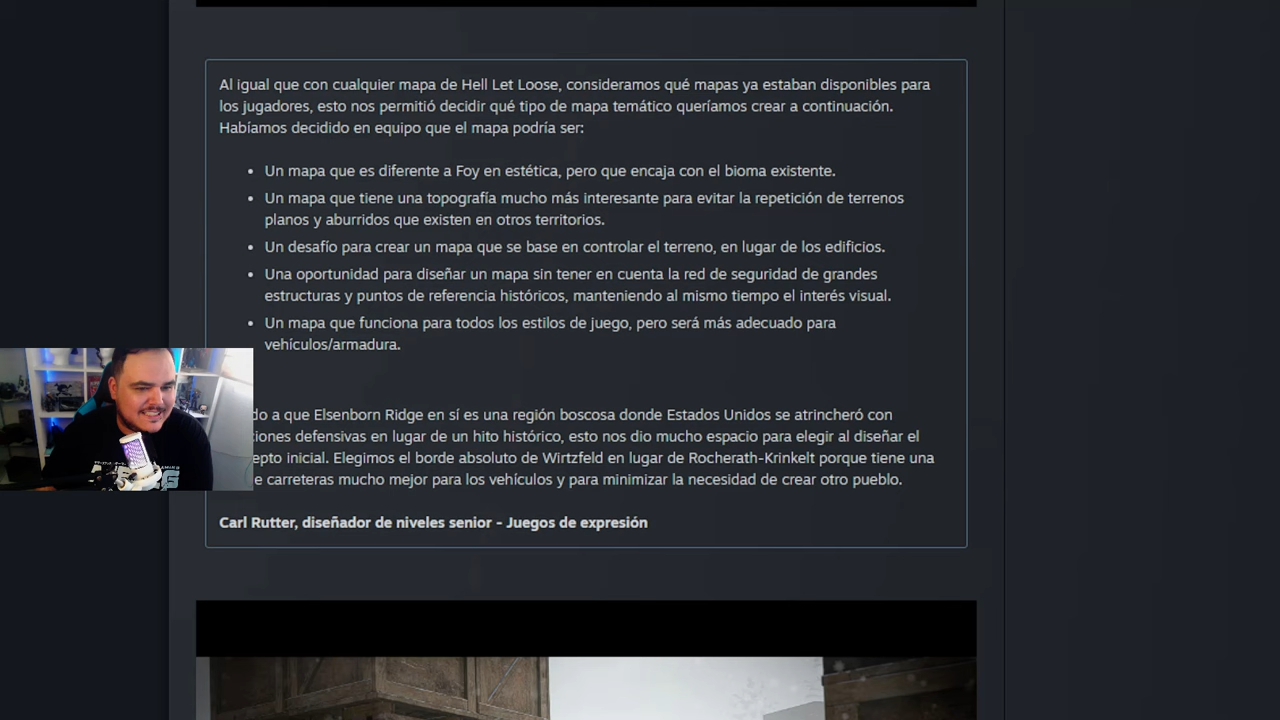 Al igual que con cualquier mapa de Hell Let Loose, consideramos qué mapas ya estaban disponibles para
los jugadores, esto nos permitió decidir qué tipo de mapa temático queríamos crear a continuación.
Habíamos decidido en equipo que el mapa podría ser:
• Un mapa que es diferente a Foy en estética, pero que encaja con el bioma existente.
• Un mapa que tiene una topografía mucho más interesante para evitar la repetición de terrenos
planos y aburridos que existen en otros territorios.
• Un desafío para crear un mapa que se base en controlar el terreno, en lugar de los edificios.
• Una oportunidad para diseñar un mapa sin tener en cuenta la red de seguridad de grandes
estructuras y puntos de referencia históricos, manteniendo al mismo tiempo el interés visual.
• Un mapa que funciona para todos los estilos de juego, pero será más adecuado para
vehículos/armadura.
do a que Elsenborn Ridge en sí es una región boscosa donde Estados Unidos se atrincheró con
iones defensivas en lugar de un hito histórico, esto nos dio mucho espacio para elegir al diseñar el
epto inicial. Elegimos el borde absoluto de Wirtzfeld en lugar de Rocherath-Krinkelt porque tiene una
e carreteras mucho mejor para los vehículos y para minimizar la necesidad de crear otro pueblo.
Carl Rutter, diseñador de niveles senior - Juegos de expresión